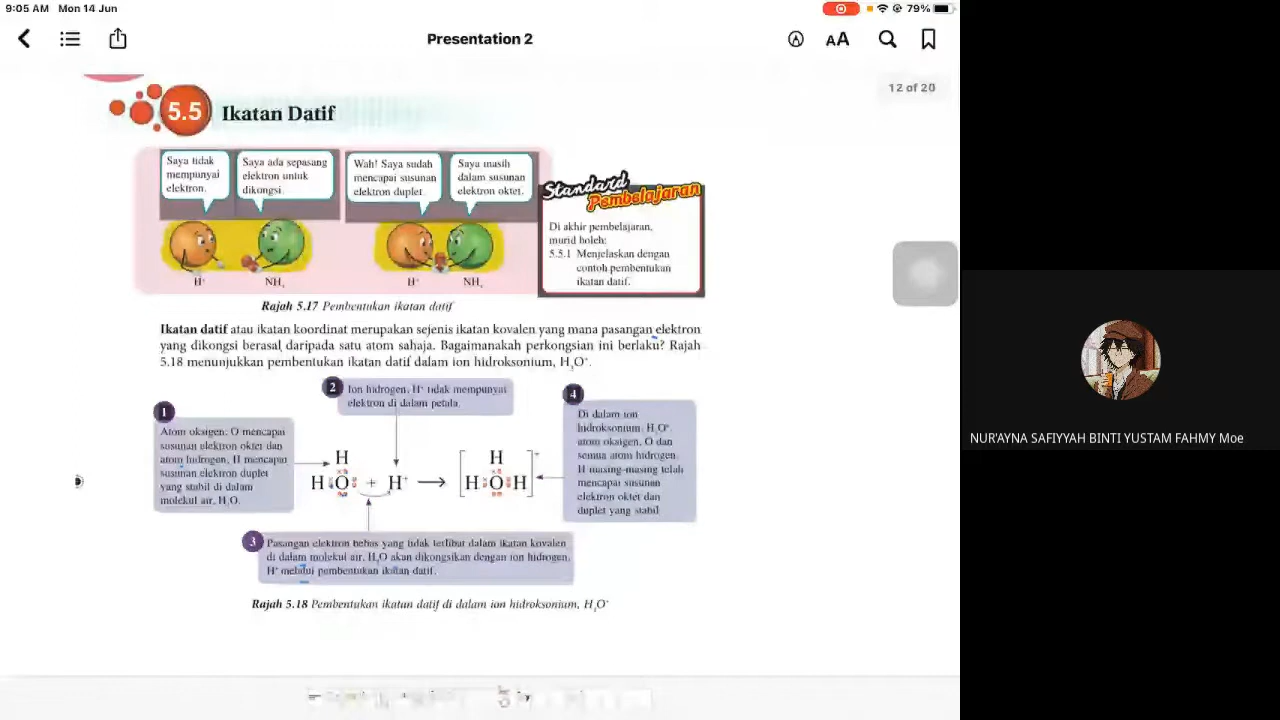 9:05 AM Mon 14 Jun
79%
Presentation 2
AA
12 of 20
5.5 Ikatan Datif
Saya tidak
mempunyai
elektron.
Saya ada sepasang
elektron untuk
dikongsi.
Wah! Saya sudah
mencapai susunan
elektron duplet.
Saya masih
dalam susunan
elektron oktet.
H⁺
NH₃
H⁺
NH₃
Standard
Pembelajaran
Di akhir pembelajaran,
murid boleh:
5.5.1 Menjelaskan dengan
contoh pembentukan
ikatan datif.
Rajah 5.17 Pembentukan ikatan datif
Ikatan datif atau ikatan koordinat merupakan sejenis ikatan kovalen yang mana pasangan elektron
yang dikongsi berasal daripada satu atom sahaja. Bagaimanakah perkongsian ini berlaku? Rajah
5.18 menunjukkan pembentukan ikatan datif dalam ion hidroksonium, H₃O⁺.
1
Atom oksigen, O mencapai
susunan elektron oktet dan
atom hidrogen, H mencapai
susunan elektron duplet
yang stabil di dalam
molekul air, H₂O.
2
Ion hidrogen, H⁺ tidak mempunyai
elektron di dalam petala.
H
H O + H⁺ ⟶
H
[H O H]⁺
3
Pasangan elektron bebas yang tidak terlibat dalam ikatan kovalen
di dalam molekul air, H₂O akan dikongsikan dengan ion hidrogen,
H⁺ melalui pembentukan ikatan datif.
4
Di dalam ion
hidroksonium, H₃O⁺
atom oksigen, O dan
semua atom hidrogen,
H masing-masing telah
mencapai susunan
elektron oktet dan
duplet yang stabil
Rajah 5.18 Pembentukan ikatan datif di dalam ion hidroksonium, H₃O⁺
NUR'AYNA SAFIYYAH BINTI YUSTAM FAHMY Moe